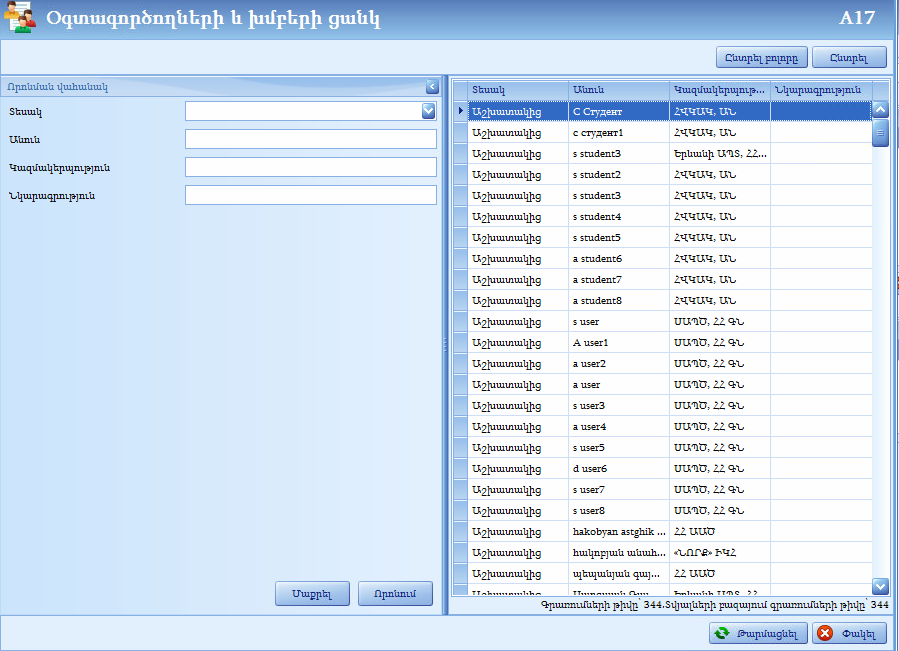 Օգտագործողների և խմբերի ցանկ A17
Ընտրել բոլորը Ընտրել
Որոնման վահանակ
Տեսակ
Անուն
Կազմակերպություն
Նկարագրություն
Մաքրել Որոնում
Տեսակ Անուն Կազմակերպութ... Նկարագրություն
Աշխատակից С Студент ՀՎԿԱԿ, ԱՆ
Աշխատակից с студент1 ՀՎԿԱԿ, ԱՆ
Աշխատակից s student3 Երևանի ԱՊՏ, ՀՀ...
Աշխատակից s student2 ՀՎԿԱԿ, ԱՆ
Աշխատակից s student3 ՀՎԿԱԿ, ԱՆ
Աշխատակից s student4 ՀՎԿԱԿ, ԱՆ
Աշխատակից s student5 ՀՎԿԱԿ, ԱՆ
Աշխատակից a student6 ՀՎԿԱԿ, ԱՆ
Աշխատակից a student7 ՀՎԿԱԿ, ԱՆ
Աշխատակից a student8 ՀՎԿԱԿ, ԱՆ
Աշխատակից s user ՍԱՊԾ, ՀՀ ԳՆ
Աշխատակից A user1 ՍԱՊԾ, ՀՀ ԳՆ
Աշխատակից a user2 ՍԱՊԾ, ՀՀ ԳՆ
Աշխատակից a user ՍԱՊԾ, ՀՀ ԳՆ
Աշխատակից s user3 ՍԱՊԾ, ՀՀ ԳՆ
Աշխատակից a user4 ՍԱՊԾ, ՀՀ ԳՆ
Աշխատակից s user5 ՍԱՊԾ, ՀՀ ԳՆ
Աշխատակից d user6 ՍԱՊԾ, ՀՀ ԳՆ
Աշխատակից s user7 ՍԱՊԾ, ՀՀ ԳՆ
Աշխատակից s user8 ՍԱՊԾ, ՀՀ ԳՆ
Աշխատակից hakobyan astghik ... ՀՀ ԱԱԾ
Աշխատակից հակոբյան անահ... «ՆՈՐՔ» ԻԿՀ
Աշխատակից պեպանյան գայ... ՀՀ ԱԱԾ
Գրառումների թիվը՝ 344.Տվյալների բազայում գրառումների թիվը՝ 344
Թարմացնել Փակել